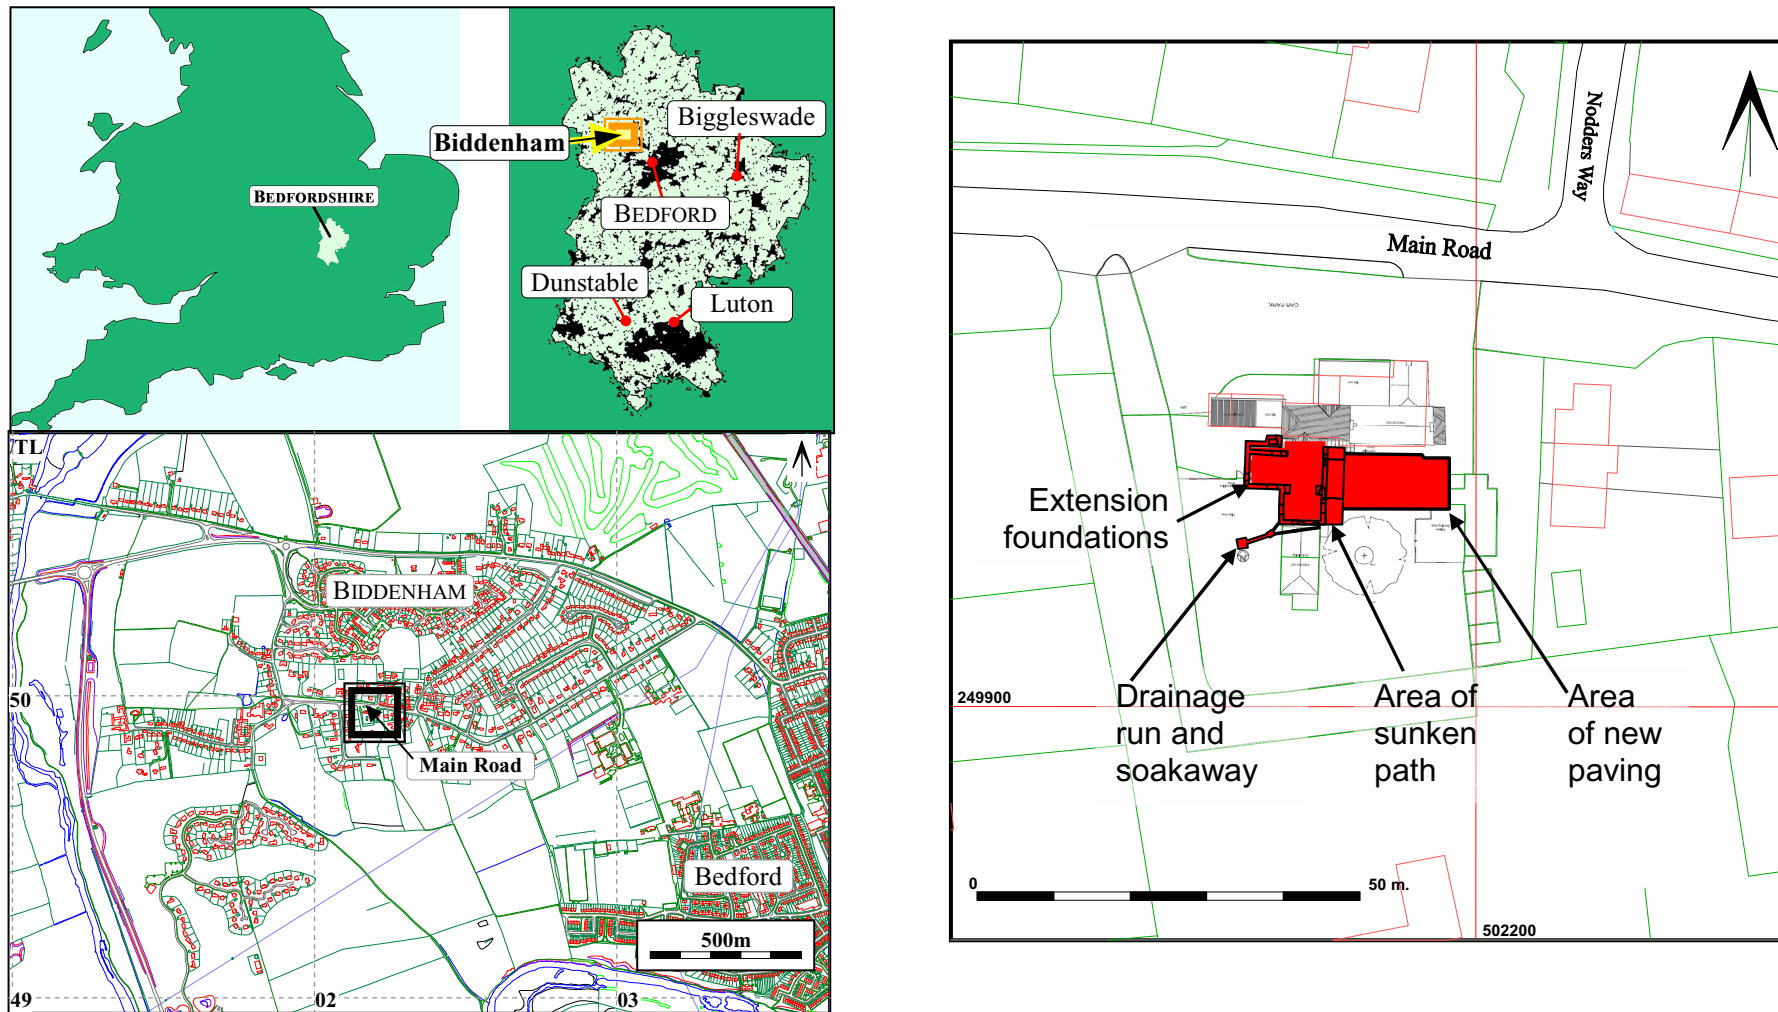 BEDFORDSHIRE
Biddenham
Biggleswade
BEDFORD
Dunstable
Luton
TL
BIDDENHAM
50
Main Road
Bedford
500m
49
02
03
Nodders Way
Main Road
CAR PARK
Extension
foundations
Drainage
run and
soakaway
Area of
sunken
path
Area
of new
paving
249900
0
50 m.
502200